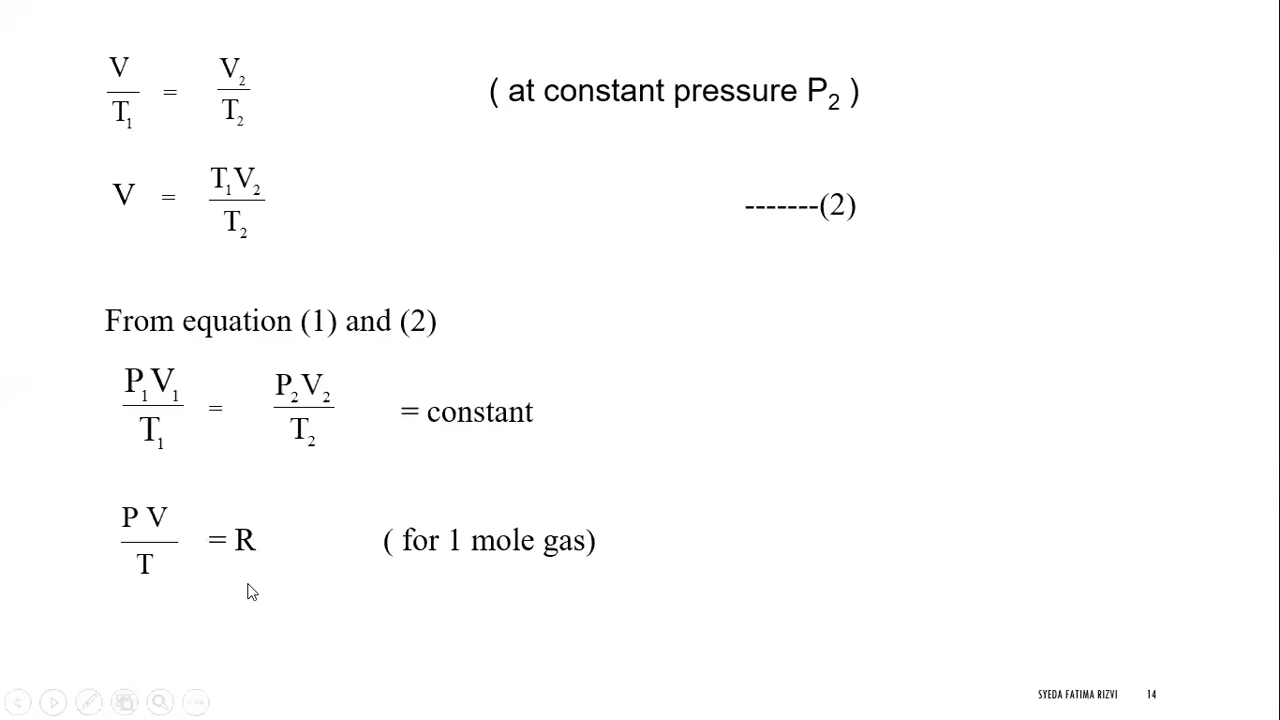 V/T₁ = V₂/T₂ ( at constant pressure P₂ )
V = T₁V₂/T₂ -------(2)
From equation (1) and (2)
P₁V₁/T₁ = P₂V₂/T₂ = constant
P V/T = R ( for 1 mole gas)
SYEDA FATIMA RIZVI 14